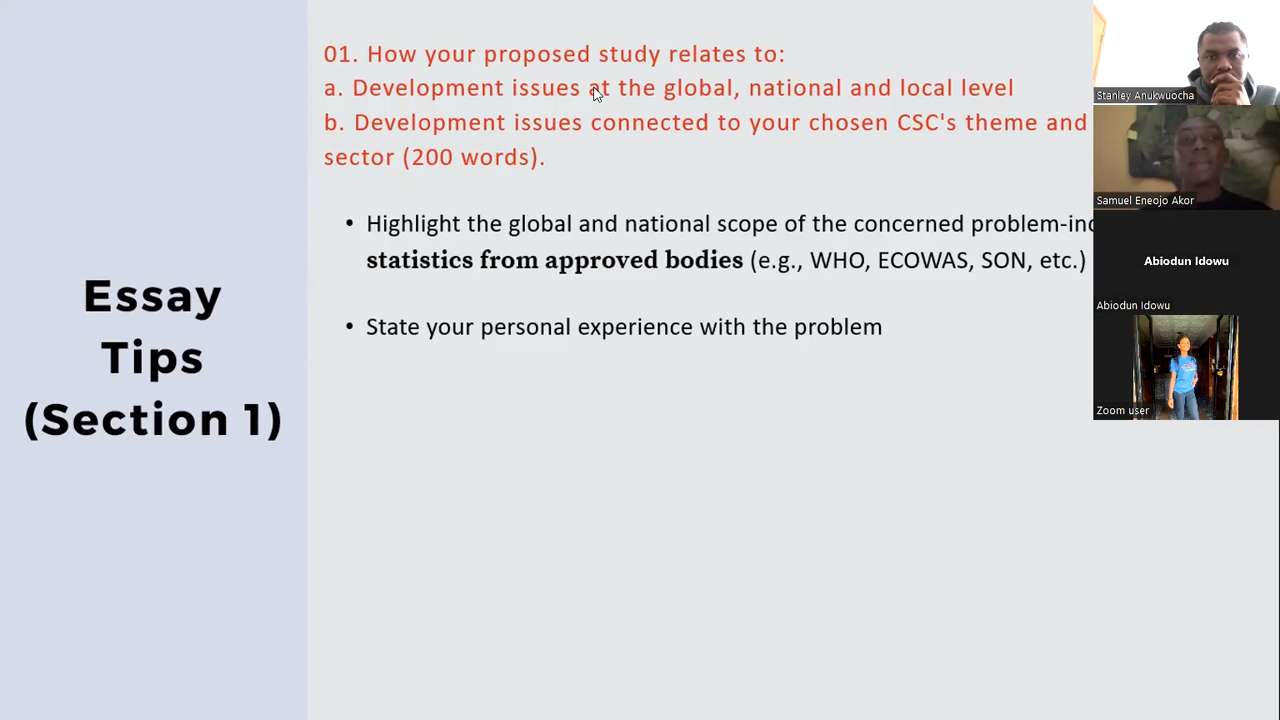 Essay
Tips
(Section 1)
01. How your proposed study relates to:
a. Development issues at the global, national and local level
b. Development issues connected to your chosen CSC's theme and
sector (200 words).
• Highlight the global and national scope of the concerned
statistics from approved bodies (e.g., WHO, ECOWAS, SON, etc.)
• State your personal experience with the problem
Stanley Anukwuocha
Samuel Eneojo Akor
Abiodun Idowu
Abiodun Idowu
Zoom user